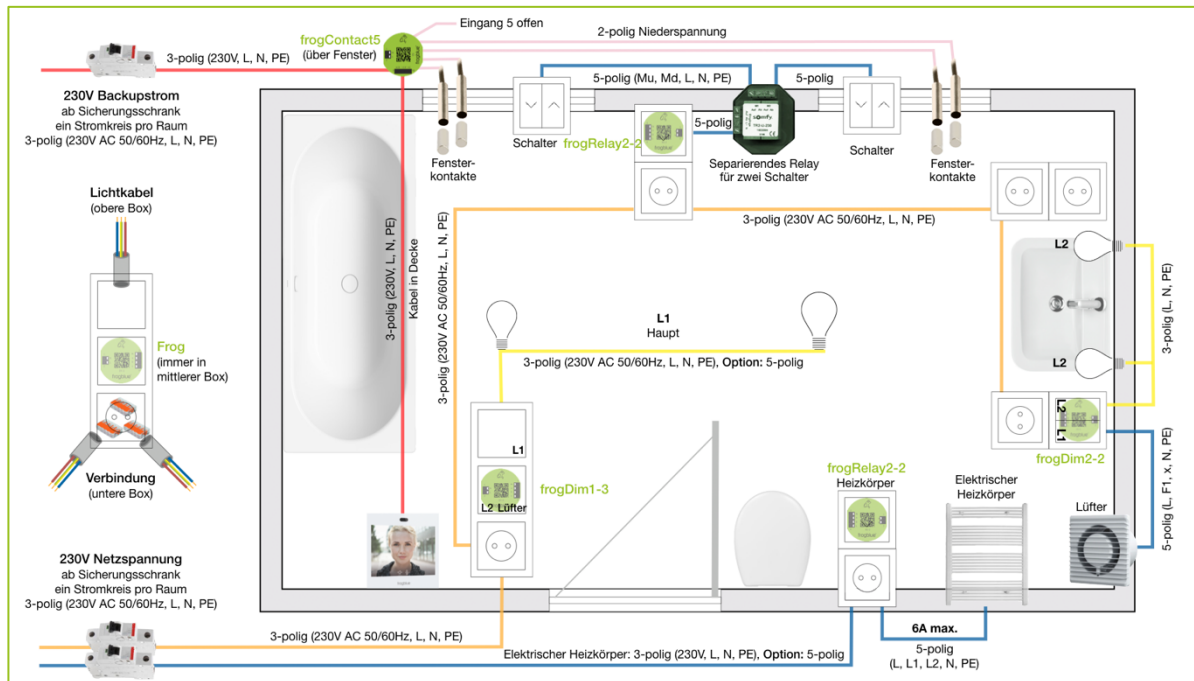 Eingang 5 offen
frogContact5
(über Fenster)
2-polig Niederspannung
3-polig (230V, L, N, PE)
230V Backupstrom
ab Sicherungsschrank
ein Stromkreis pro Raum
3-polig (230V AC 50/60Hz, L, N, PE)
5-polig (Mu, Md, L, N, PE)
5-polig
5-polig
Schalter
frogRelay2-2
somfy
Separierendes Relay
für zwei Schalter
Schalter
Fenster-
kontakte
Fenster-
kontakte
Lichtkabel
(obere Box)
Frog
(immer in
mittlerer Box)
Verbindung
(untere Box)
3-polig (230V, L, N, PE)
Kabel in Decke
3-polig (230V AC 50/60Hz, L, N, PE)
3-polig (230V AC 50/60Hz, L, N, PE)
L2
L2
3-polig (L, N, PE)
L1
Haupt
3-polig (230V AC 50/60Hz, L, N, PE), Option: 5-polig
L1
frogDim1-3
L2 Lüfter
L2
L1
frogDim2-2
5-polig (L, F1, x, N, PE)
frogRelay2-2
Heizkörper
Elektrischer
Heizkörper
Lüfter
230V Netzspannung
ab Sicherungsschrank
ein Stromkreis pro Raum
3-polig (230V AC 50/60Hz, L, N, PE)
3-polig (230V AC 50/60Hz, L, N, PE)
Elektrischer Heizkörper: 3-polig (230V, L, N, PE), Option: 5-polig
6A max.
5-polig
(L, L1, L2, N, PE)